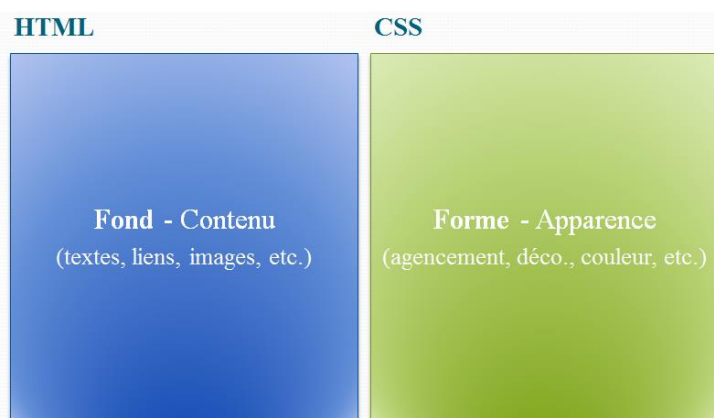 HTML
Fond - Contenu
(textes, liens, images, etc.)
CSS
Forme - Apparence
(agencement, déco., couleur, etc.)